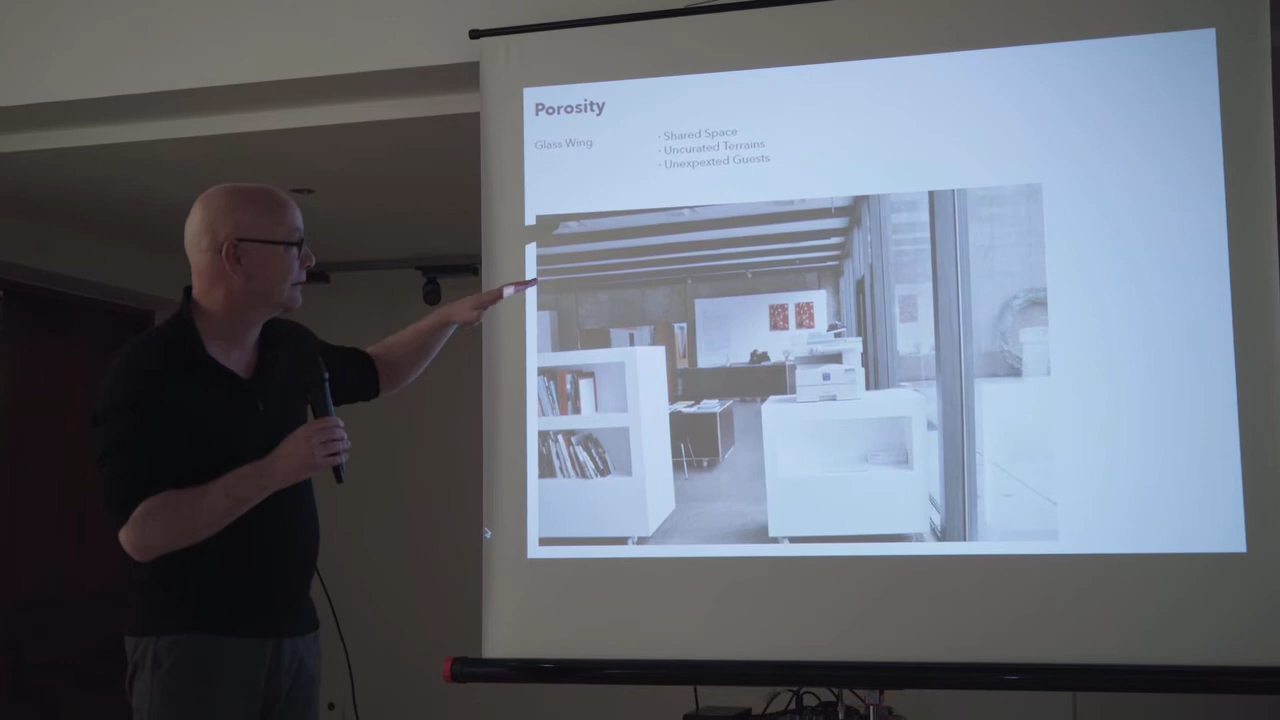 Porosity
Glass Wing
- Shared Space
- Uncurated Terrains
- Unexpexted Guests